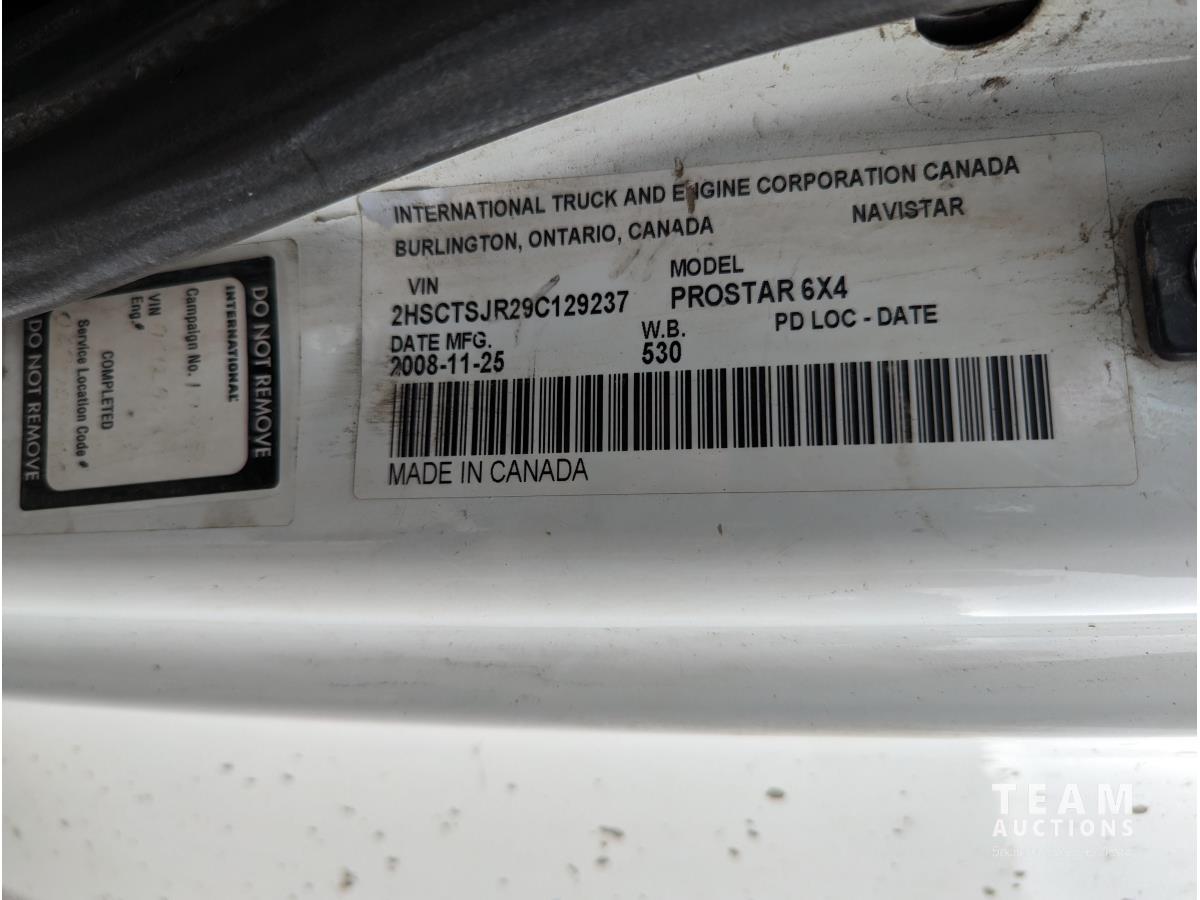 INTERNATIONAL TRUCK AND ENGINE CORPORATION CANADA
BURLINGTON, ONTARIO, CANADA NAVISTAR
VIN MODEL
2HSCTSJR29C129237 PROSTAR 6X4
DATE MFG. W.B. PD LOC - DATE
2008-11-25 530
MADE IN CANADA
DO NOT REMOVE
INTERNATIONAL
Campaign No.
VIN
Eng.#
COMPLETED
Service Location Code #
DO NOT REMOVE
TEAM
AUCTIONS